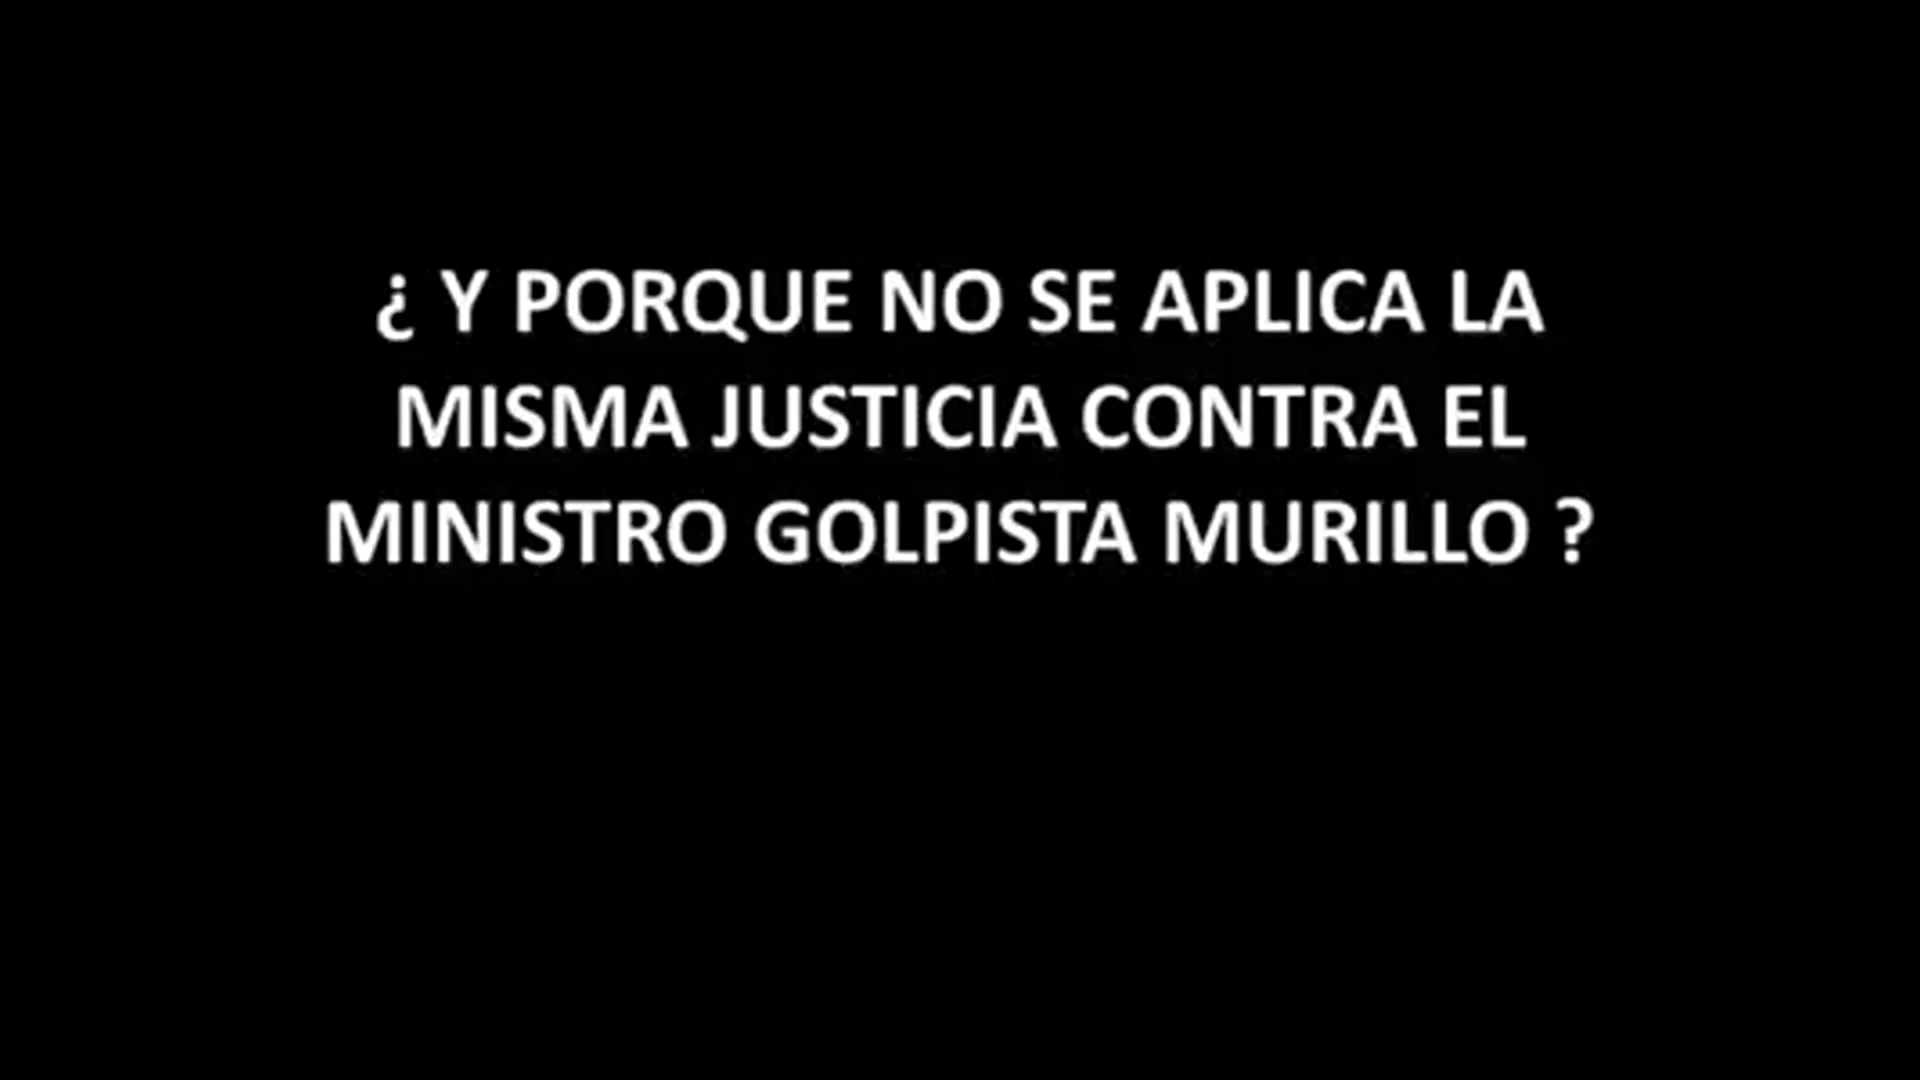 ¿ Y PORQUE NO SE APLICA LA
MISMA JUSTICIA CONTRA EL
MINISTRO GOLPISTA MURILLO ?